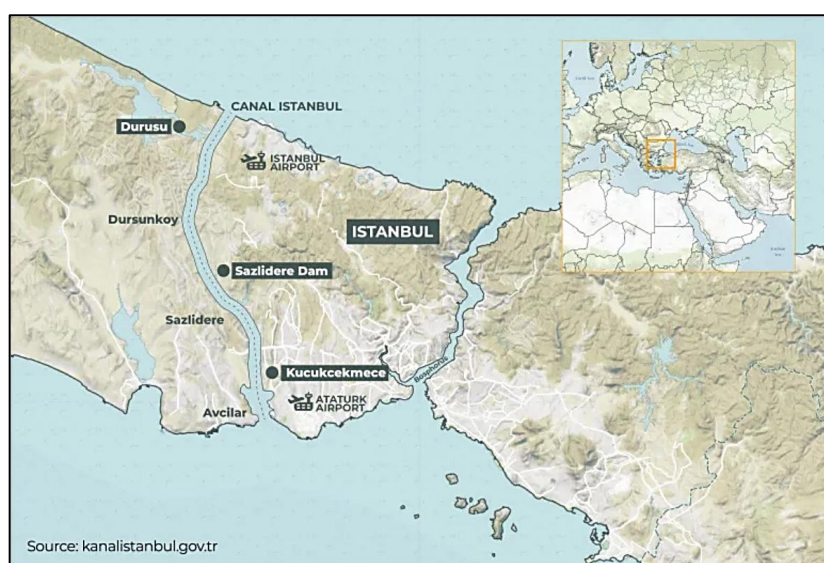 CANAL ISTANBUL
Durusu
ISTANBUL
AIRPORT
Dursunkoy
ISTANBUL
Sazlidere Dam
Sazlidere
Bosphorus
Kucukcekmece
Avcilar
ATATURK
AIRPORT
Source: kanalistanbul.gov.tr